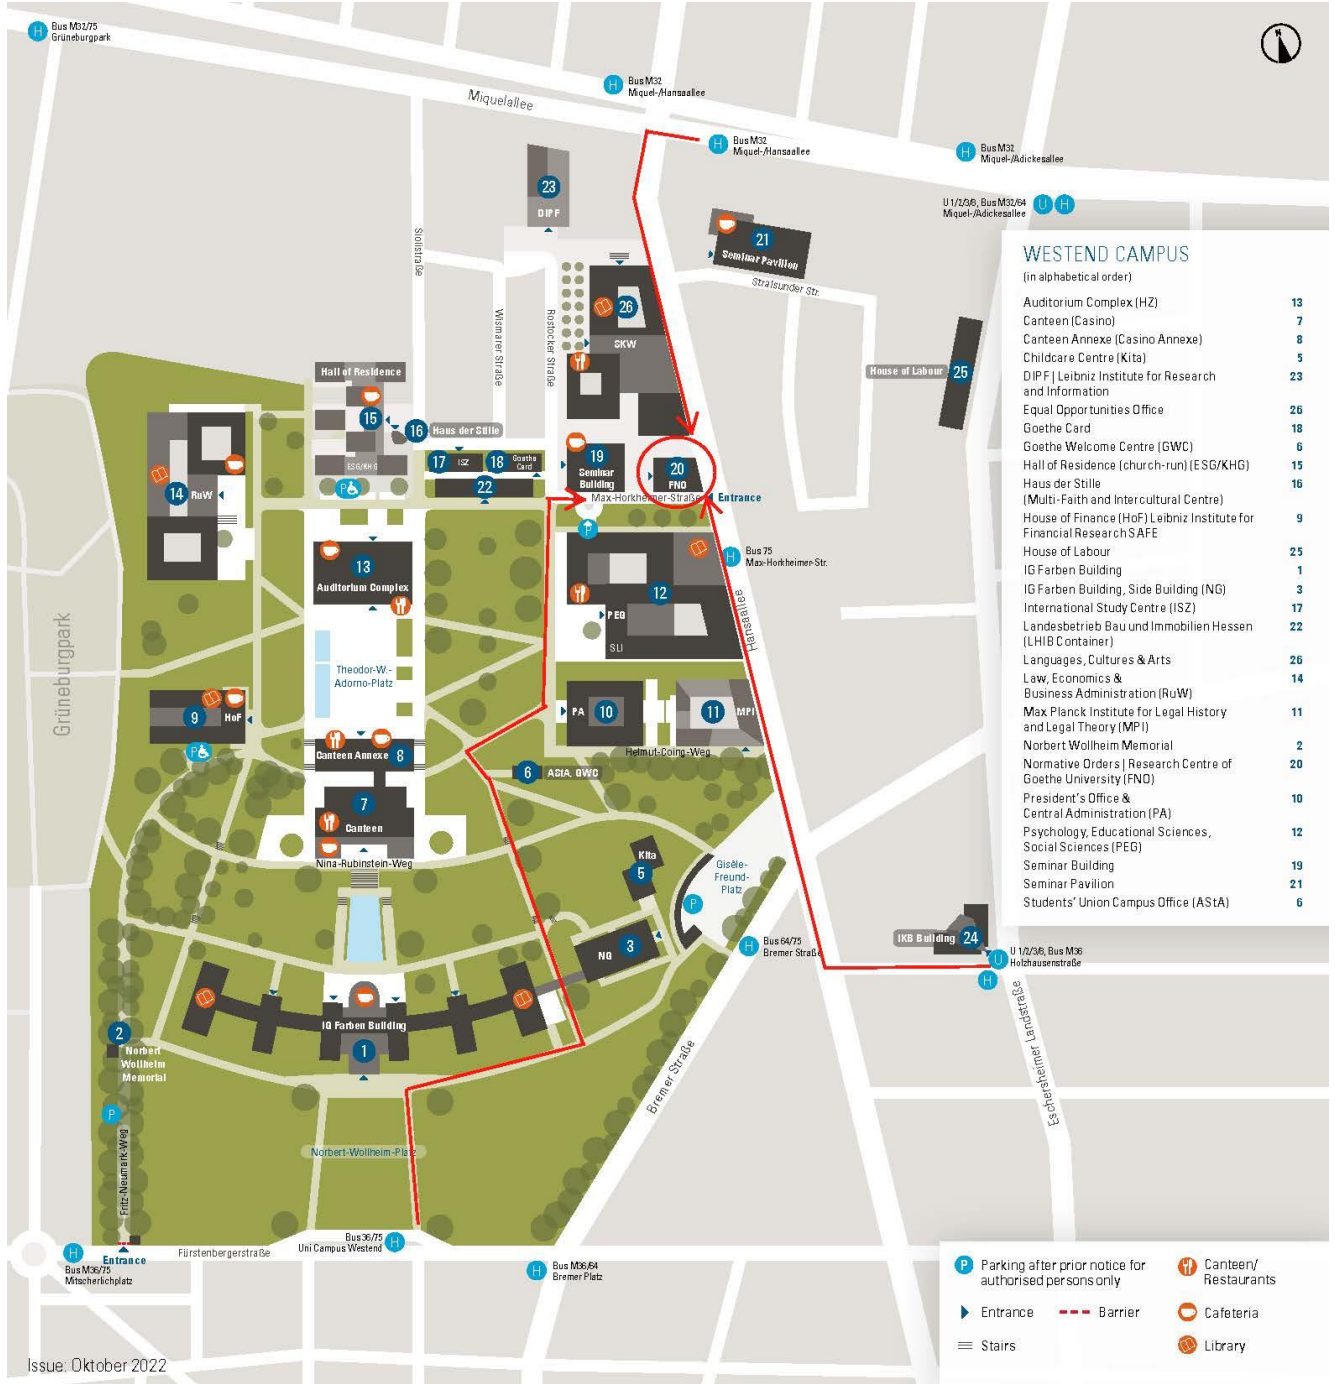 Bus M32/75
Grüneburgpark
N
Bus M32
Miquel-/Hansaallee
Miquelallee
H
Bus M32
Miquel-/Hansaallee
H
Bus M32
Miquel-/Adickesallee
U 1/2/3/8, Bus M32/64
Miquel-/Adickesallee
U H
23
DIPF
21
Seminar Pavilion
Stralsunder Str.
Siolistraße
Wismarer Straße
Rostocker Straße
26
SKW
House of Labour 25
Hall of Residence
15
16 Haus der Stille
ESG/KHG
17 ISZ
18 Goethe
Card
22
19
Seminar
Building
20
FNO
Max-Horkheimer-Straße
Entrance
14 RuW
P
P
H
Bus 75
Max-Horkheimer-Str.
13
Auditorium Complex
12
PEG
SLI
Hansaallee
Grüneburgpark
Theodor-W.-
Adorno-Platz
9 HoF
P
PA 10
11 MPI
Helmut-Coing-Weg
Canteen Annexe 8
6 AStA, GWC
7
Canteen
Nina-Rubinstein-Weg
Kita
5
Gisèle-
Freund-
Platz
P
3
NG
H
Bus 64/75
Bremer Straße
IKB Building 24
U 1/2/3/8, Bus M36
Holzhausenstraße
U
H
IG Farben Building
1
2
Norbert
Wollheim
Memorial
P
Fritz-Neumark-Weg
Norbert-Wollheim-Platz
Bremer Straße
Eschersheimer Landstraße
Bus 36/75
Uni Campus Westend
H
Fürstenbergerstraße
Entrance
H
Bus M36/75
Mitscherlichplatz
H
Bus M36/64
Bremer Platz
Issue: Oktober 2022
WESTEND CAMPUS
(in alphabetical order)
Auditorium Complex (HZ) 13
Canteen (Casino) 7
Canteen Annexe (Casino Annexe) 8
Childcare Centre (Kita) 5
DIPF | Leibniz Institute for Research 23
and Information
Equal Opportunities Office 26
Goethe Card 18
Goethe Welcome Centre (GWC) 6
Hall of Residence (church-run) (ESG/KHG) 15
Haus der Stille 16
(Multi-Faith and Intercultural Centre)
House of Finance (HoF) Leibniz Institute for 9
Financial Research SAFE
House of Labour 25
IG Farben Building 1
IG Farben Building, Side Building (NG) 3
International Study Centre (ISZ) 17
Landesbetrieb Bau und Immobilien Hessen 22
(LHIB Container)
Languages, Cultures & Arts 26
Law, Economics & 14
Business Administration (RuW)
Max Planck Institute for Legal History 11
and Legal Theory (MPI)
Norbert Wollheim Memorial 2
Normative Orders | Research Centre of 20
Goethe University (FNO)
President's Office & 10
Central Administration (PA)
Psychology, Educational Sciences, 12
Social Sciences (PEG)
Seminar Building 19
Seminar Pavilion 21
Students' Union Campus Office (AStA) 6
P Parking after prior notice for
authorised persons only
Entrance
Barrier
Stairs
Canteen/
Restaurants
Cafeteria
Library